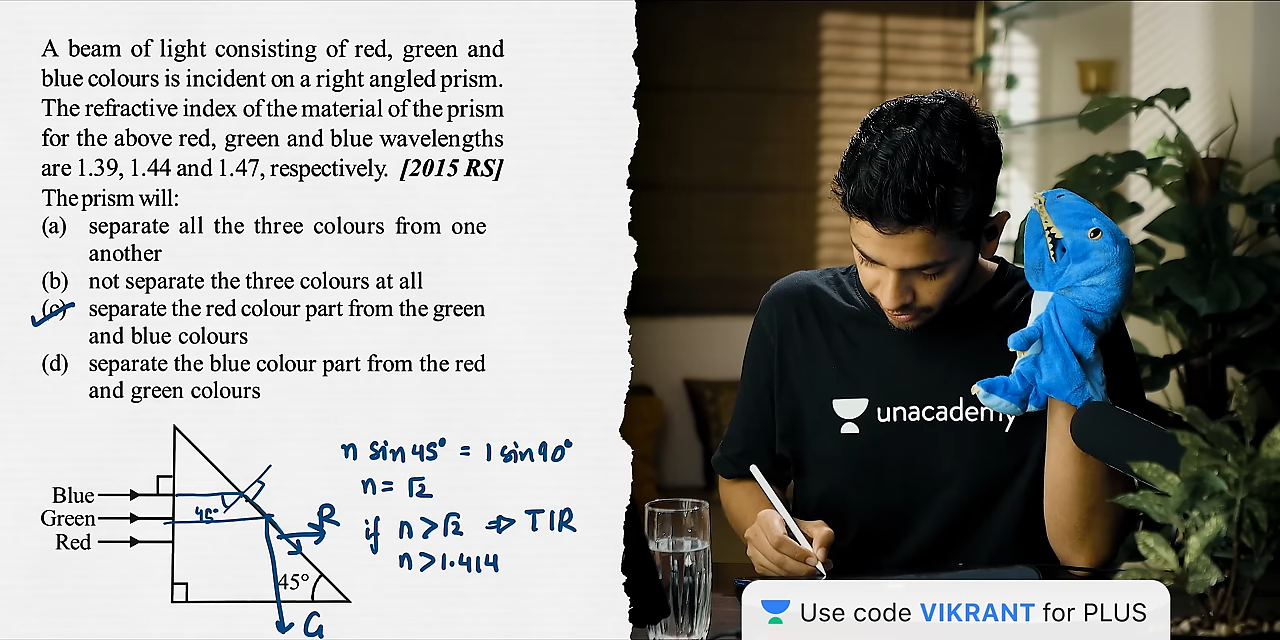 A beam of light consisting of red, green and
blue colours is incident on a right angled prism.
The refractive index of the material of the prism
for the above red, green and blue wavelengths
are 1.39, 1.44 and 1.47, respectively. [2015 RS]
The prism will:
(a) separate all the three colours from one
another
(b) not separate the three colours at all
(c) separate the red colour part from the green
and blue colours
(d) separate the blue colour part from the red
and green colours
Blue
Green
Red
45°
45°
R
G
n sin45° = 1 sin90°
n = √2
if n > √2 ⇒ TIR
n > 1.414
unacademy
Use code VIKRANT for PLUS